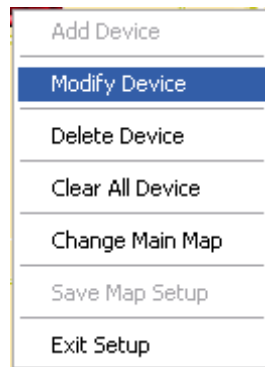 Add Device
Modify Device
Delete Device
Clear All Device
Change Main Map
Save Map Setup
Exit Setup